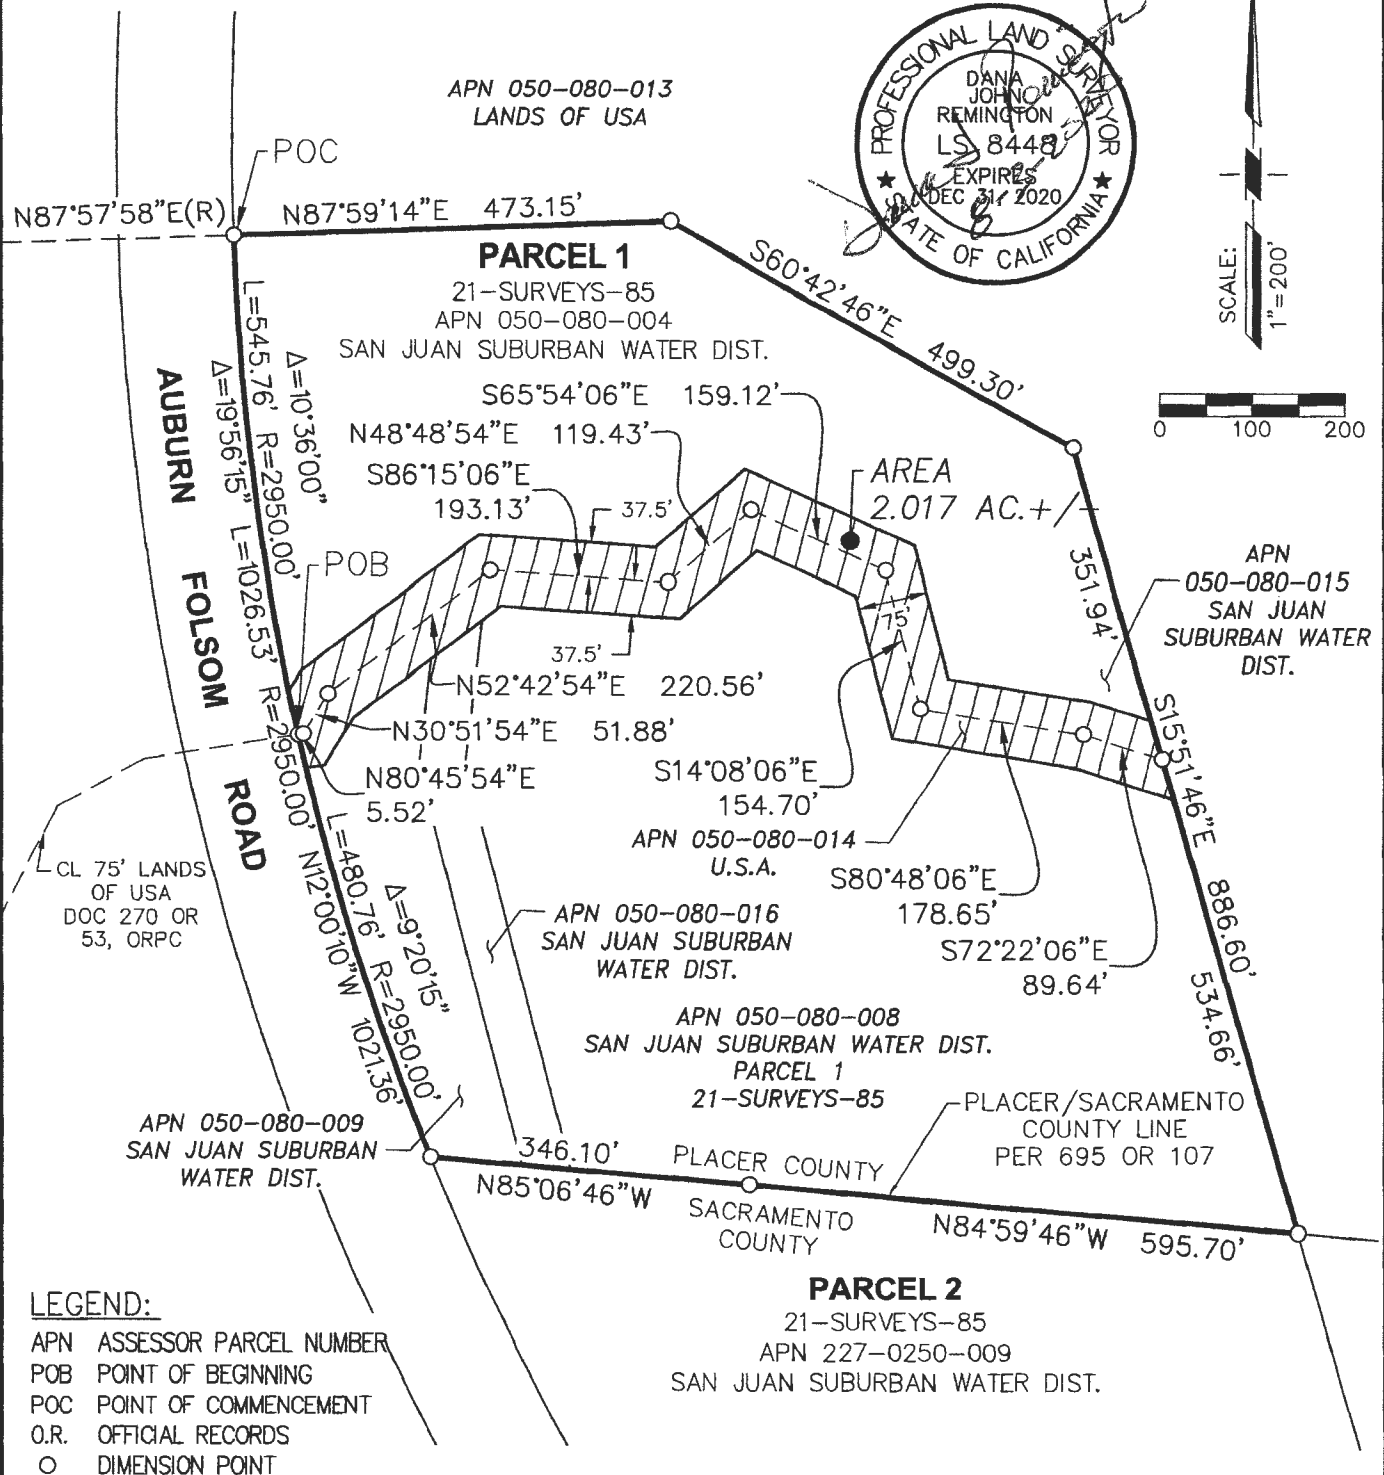 APN 050-080-013
LANDS OF USA
PROFESSIONAL LAND SURVEYOR
DANA
JOHN
REMINGTON
LS 8448
EXPIRES
DEC 31, 2020
STATE OF CALIFORNIA
POC
N87°57'58"E(R)
N87°59'14"E 473.15'
PARCEL 1
21-SURVEYS-85
APN 050-080-004
SAN JUAN SUBURBAN WATER DIST.
S60°42'46"E 499.30'
SCALE:
1"=200'
0 100 200
L=545.76' R=2950.00'
Δ=10°36'00"
Δ=19°56'15" L=1026.53' R=2950.00' N12°00'10"W 1021.36'
AUBURN FOLSOM ROAD
S65°54'06"E 159.12'
N48°48'54"E 119.43'
S86°15'06"E
193.13'
37.5'
AREA
2.017 AC.+/-
351.94'
APN
050-080-015
SAN JUAN
SUBURBAN WATER
DIST.
POB
75'
37.5'
N52°42'54"E 220.56'
N30°51'54"E 51.88'
N80°45'54"E
5.52'
S14°08'06"E
154.70'
S15°51'46"E 886.60'
APN 050-080-014
U.S.A.
S80°48'06"E
178.65'
S72°22'06"E
89.64'
534.66'
CL 75' LANDS
OF USA
DOC 270 OR
53, ORPC
L=480.76' R=2950.00'
Δ=9°20'15"
APN 050-080-016
SAN JUAN SUBURBAN
WATER DIST.
APN 050-080-008
SAN JUAN SUBURBAN WATER DIST.
PARCEL 1
21-SURVEYS-85
PLACER/SACRAMENTO
COUNTY LINE
PER 695 OR 107
APN 050-080-009
SAN JUAN SUBURBAN
WATER DIST.
346.10'
N85°06'46"W
PLACER COUNTY
SACRAMENTO
COUNTY
N84°59'46"W 595.70'
PARCEL 2
21-SURVEYS-85
APN 227-0250-009
SAN JUAN SUBURBAN WATER DIST.
LEGEND:
APN ASSESSOR PARCEL NUMBER
POB POINT OF BEGINNING
POC POINT OF COMMENCEMENT
O.R. OFFICIAL RECORDS
O DIMENSION POINT